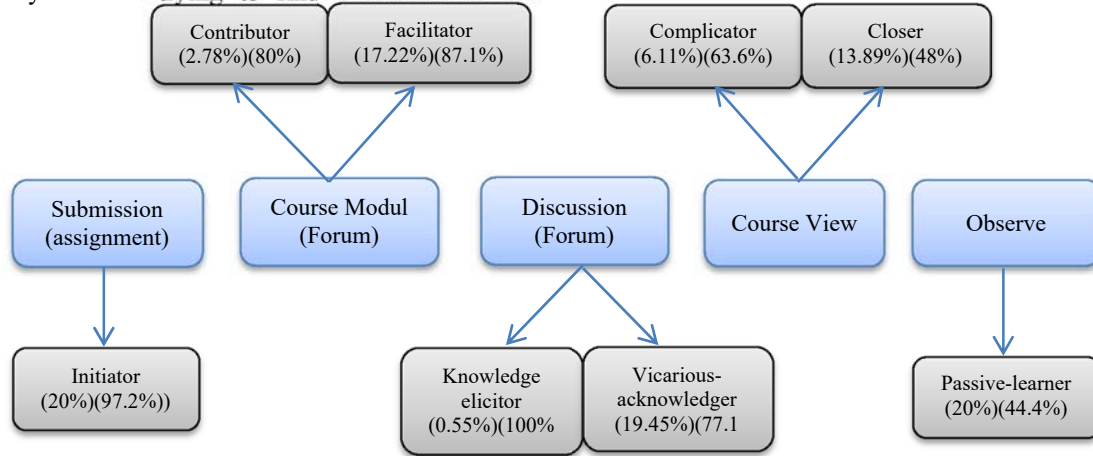 Contributor
(2.78%)(80%)
Facilitator
(17.22%)(87.1%)
Complicator
(6.11%)(63.6%)
Closer
(13.89%)(48%)
Submission
(assignment)
Course Modul
(Forum)
Discussion
(Forum)
Course View
Observe
Initiator
(20%)(97.2%))
Knowledge
elicitor
(0.55%)(100%
Vicarious-
acknowledger
(19.45%)(77.1
Passive-learner
(20%)(44.4%)